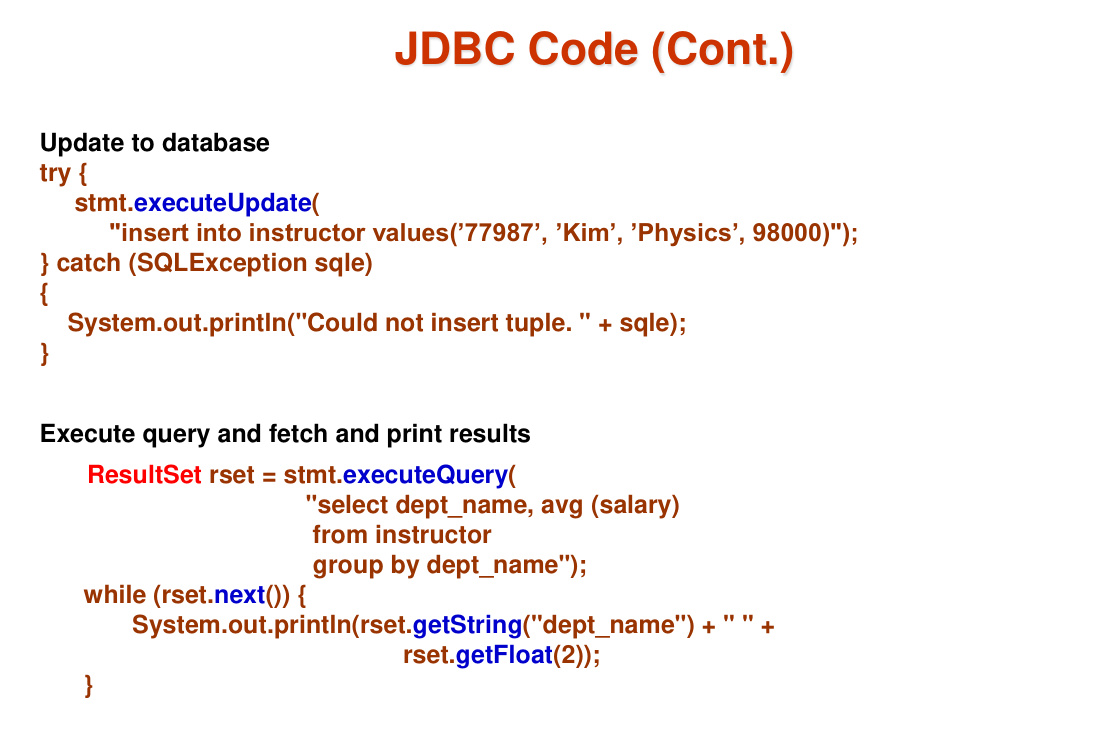 JDBC Code (Cont.)
Update to database
try {
stmt.executeUpdate(
"insert into instructor values(’77987’, ’Kim’, ’Physics’, 98000)");
} catch (SQLException sqle)
{
System.out.println("Could not insert tuple. " + sqle);
}
Execute query and fetch and print results
ResultSet rset = stmt.executeQuery(
"select dept_name, avg (salary)
from instructor
group by dept_name");
while (rset.next()) {
System.out.println(rset.getString("dept_name") + " " +
rset.getFloat(2));
}